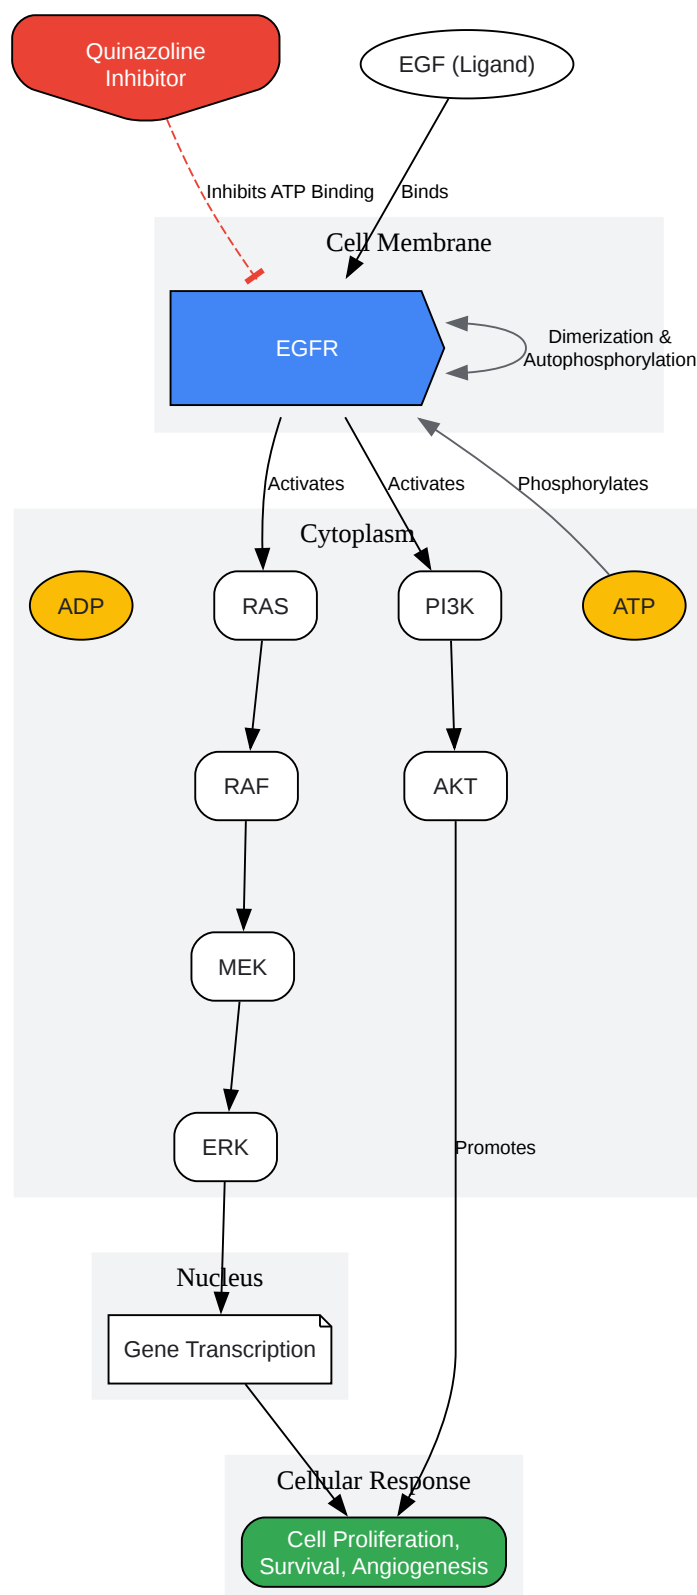 Quinazoline
Inhibitor
EGF (Ligand)
Inhibits ATP Binding
Binds
Cell Membrane
EGFR
Dimerization &
Autophosphorylation
Activates
Activates
Phosphorylates
Cytoplasm
ADP
RAS
PI3K
ATP
RAF
AKT
MEK
ERK
Promotes
Nucleus
Gene Transcription
Cellular Response
Cell Proliferation,
Survival, Angiogenesis